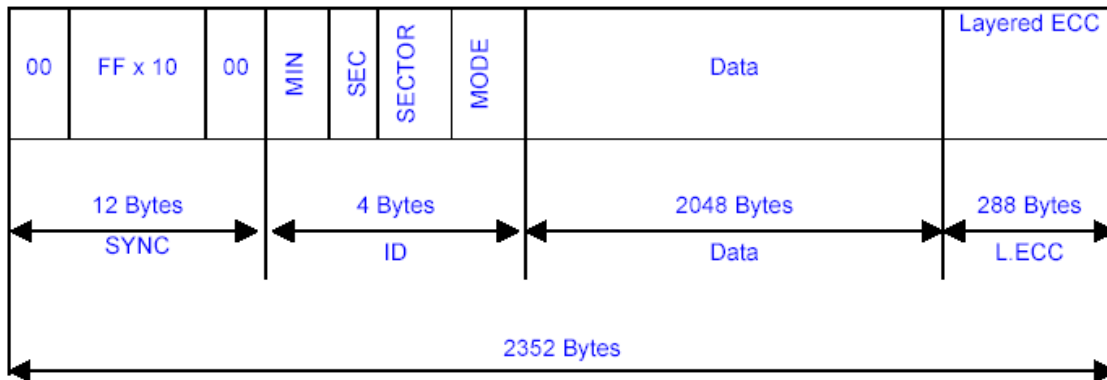 Layered ECC
00 FF x 10 00 MIN SEC SECTOR MODE Data
12 Bytes 4 Bytes 2048 Bytes 288 Bytes
SYNC ID Data L.ECC
2352 Bytes